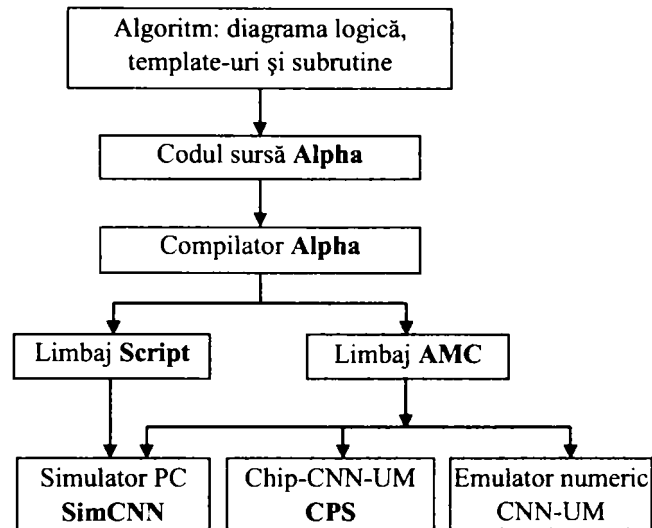 Algoritm: diagrama logică,
template-uri şi subrutine
Codul sursă Alpha
Compilator Alpha
Limbaj Script
Limbaj AMC
Simulator PC
SimCNN
Chip-CNN-UM
CPS
Emulator numeric
CNN-UM